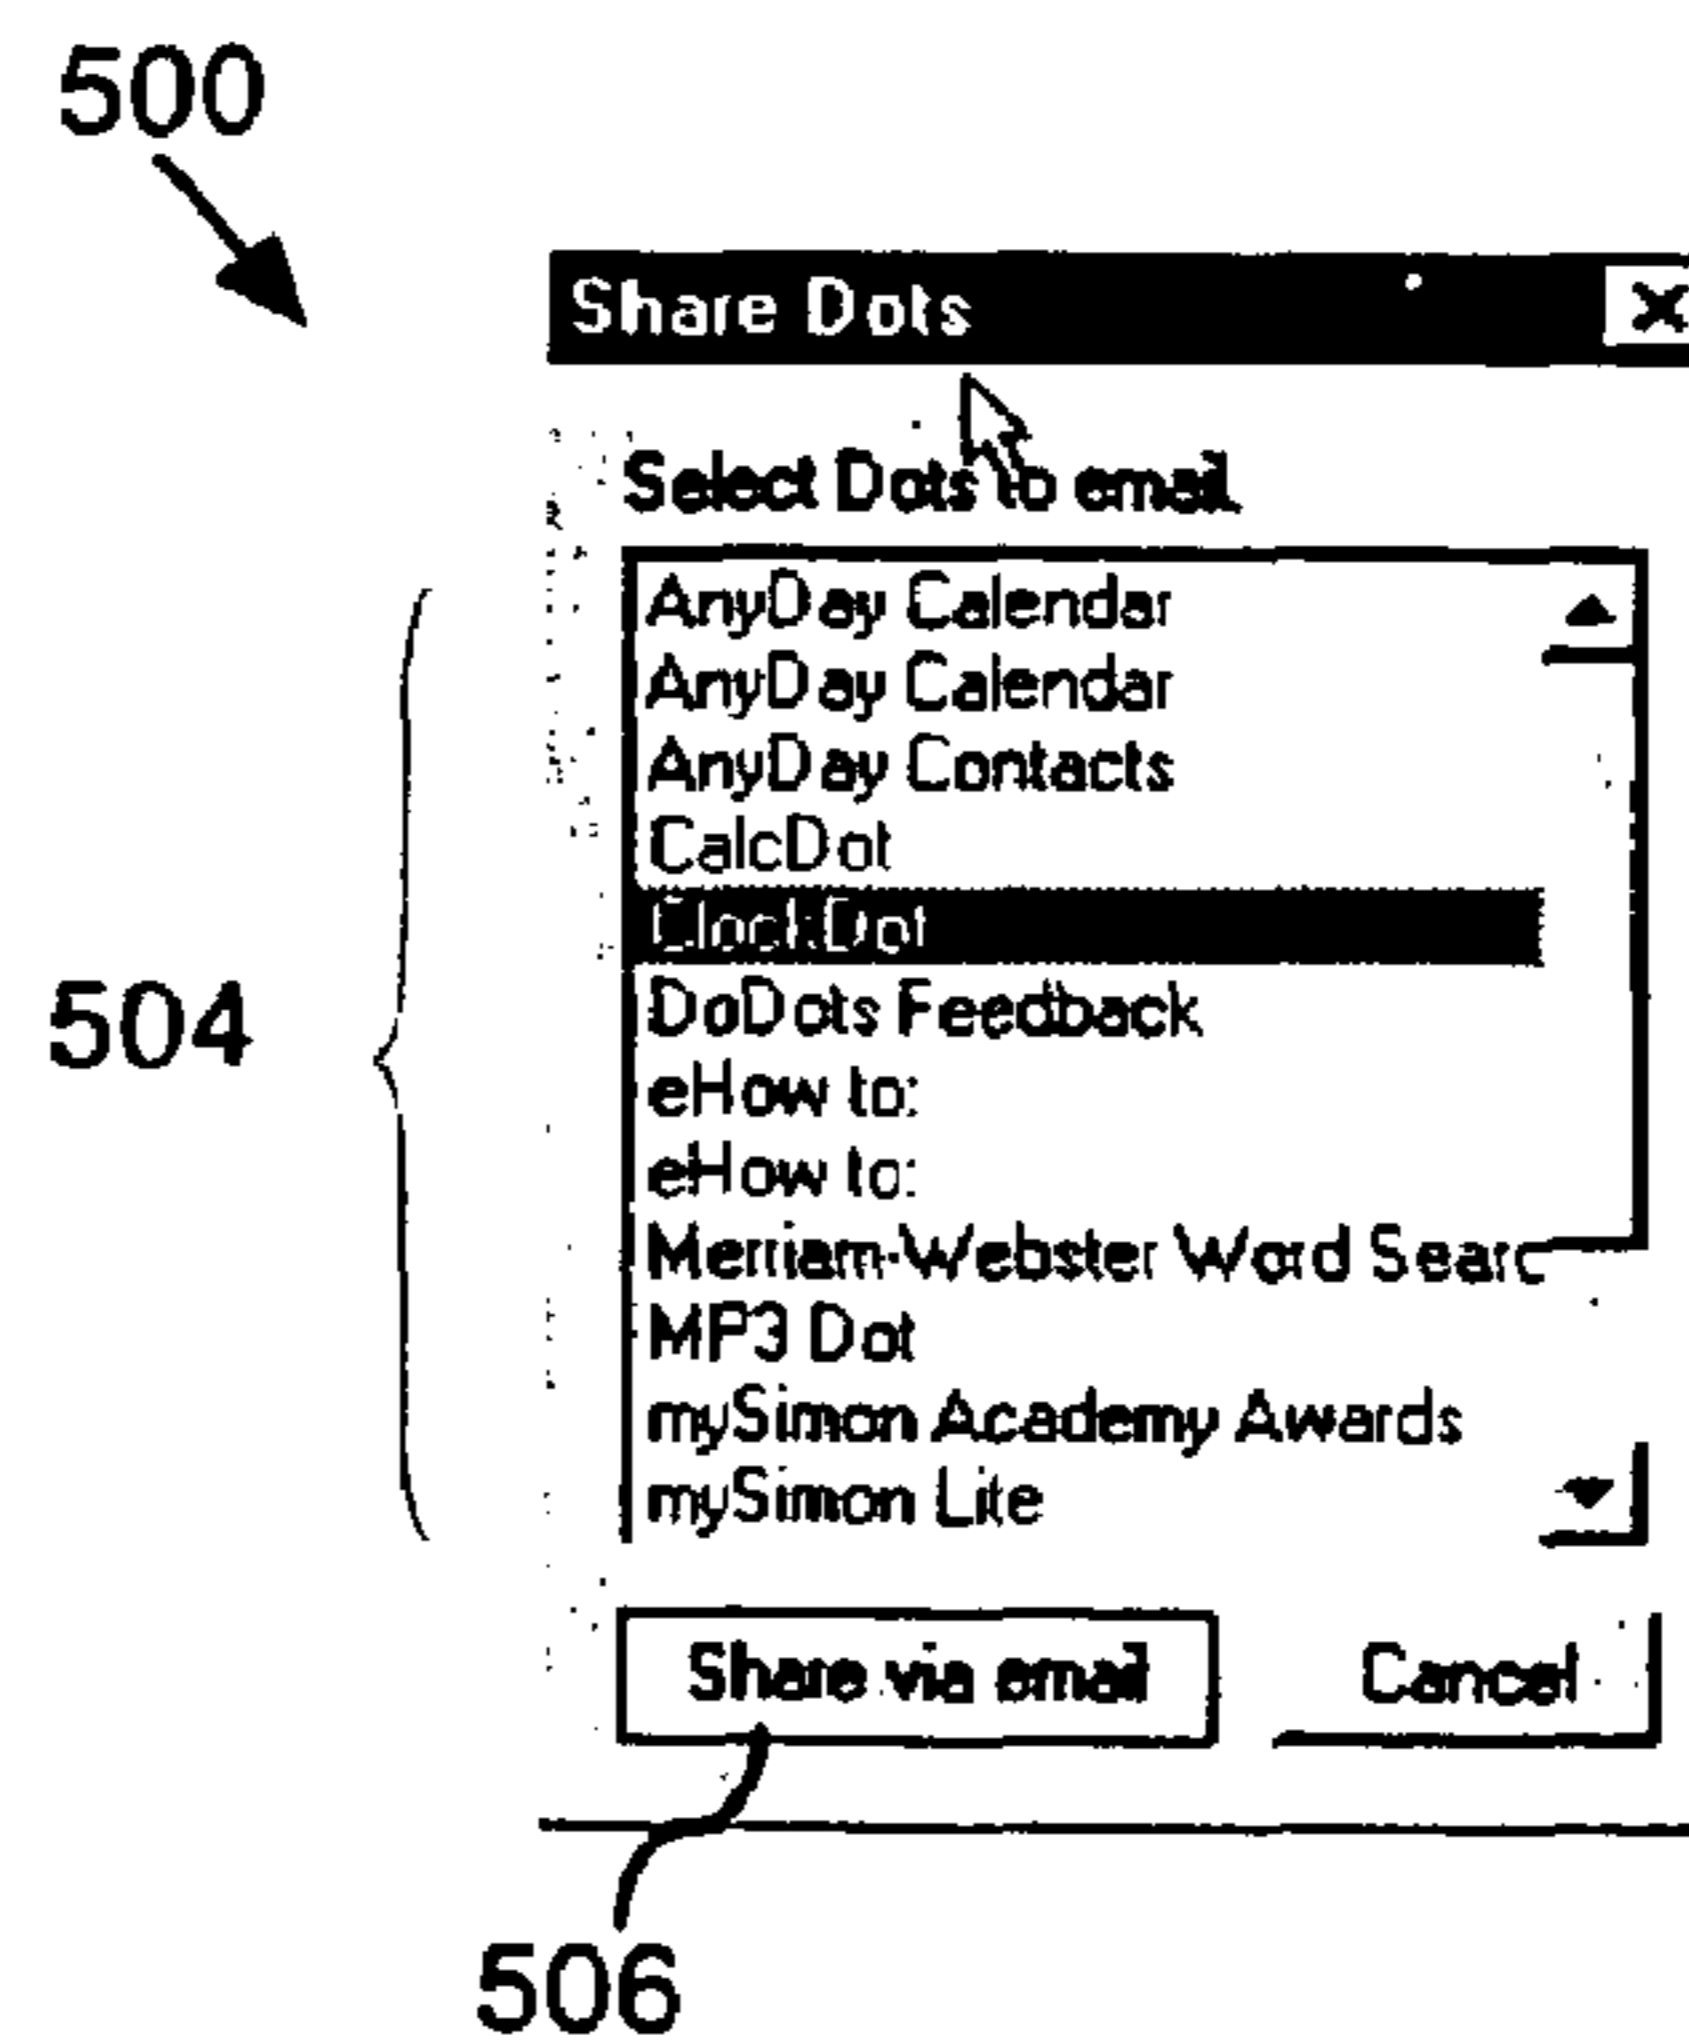 500
Share Dots
Select Dots to email
AnyDay Calendar
AnyDay Calendar
AnyDay Contacts
CalcDot
ClockDot
504
DoDots Feedback
eHow to:
eHow to:
Merriam-Webster Word Searc
MP3 Dot
mySimon Academy Awards
mySimon Lite
Share via email Cancel
506